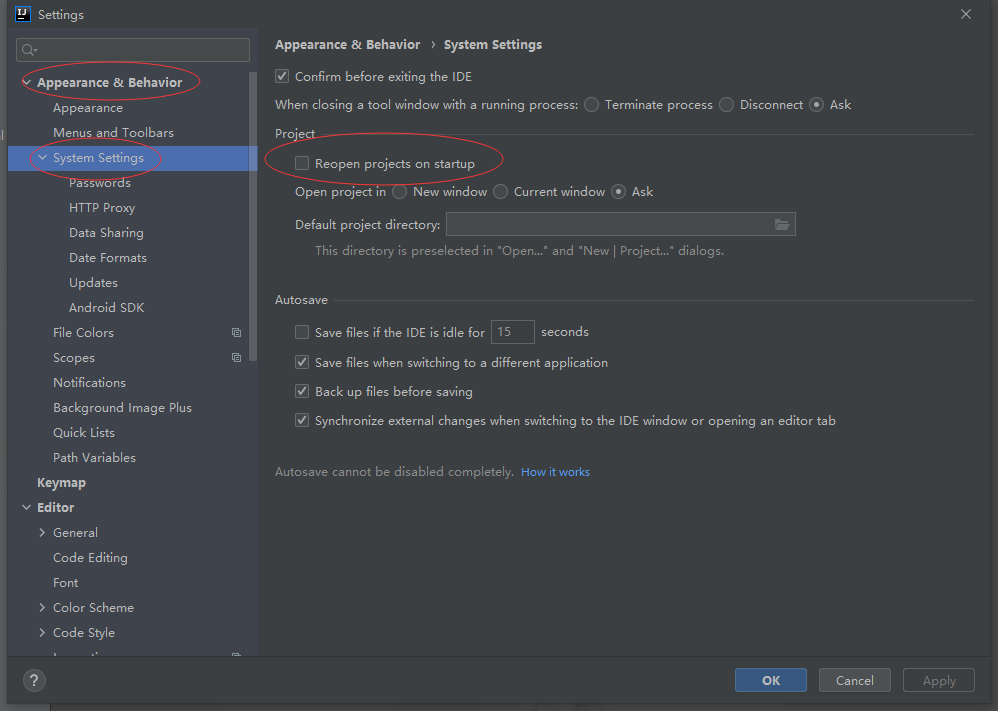 Settings
Appearance & Behavior
Appearance
Menus and Toolbars
System Settings
Passwords
HTTP Proxy
Data Sharing
Date Formats
Updates
Android SDK
File Colors
Scopes
Notifications
Background Image Plus
Quick Lists
Path Variables
Keymap
Editor
General
Code Editing
Font
Color Scheme
Code Style
Appearance & Behavior › System Settings
Confirm before exiting the IDE
When closing a tool window with a running process: Terminate process Disconnect Ask
Project
Reopen projects on startup
Open project in New window Current window Ask
Default project directory:
This directory is preselected in "Open..." and "New | Project..." dialogs.
Autosave
Save files if the IDE is idle for 15 seconds
Save files when switching to a different application
Back up files before saving
Synchronize external changes when switching to the IDE window or opening an editor tab
Autosave cannot be disabled completely. How it works
? OK Cancel Apply